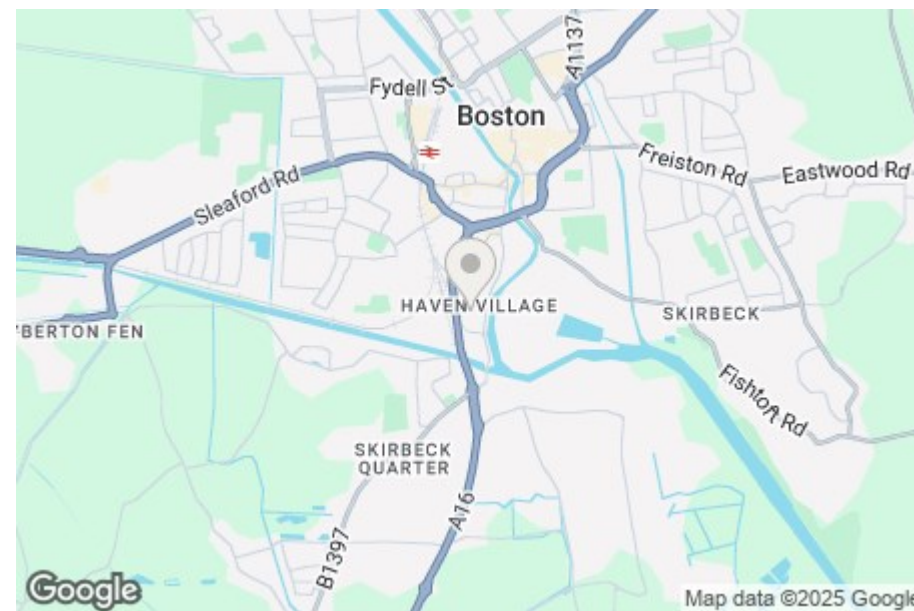 A1137
Fydell St
Boston
Freiston Rd
Eastwood Rd
Sleaford Rd
HAVEN VILLAGE
SKIRBECK
BERTON FEN
Fishtoft Rd
SKIRBECK
QUARTER
A16
B1397
Google
Map data ©2025 Google